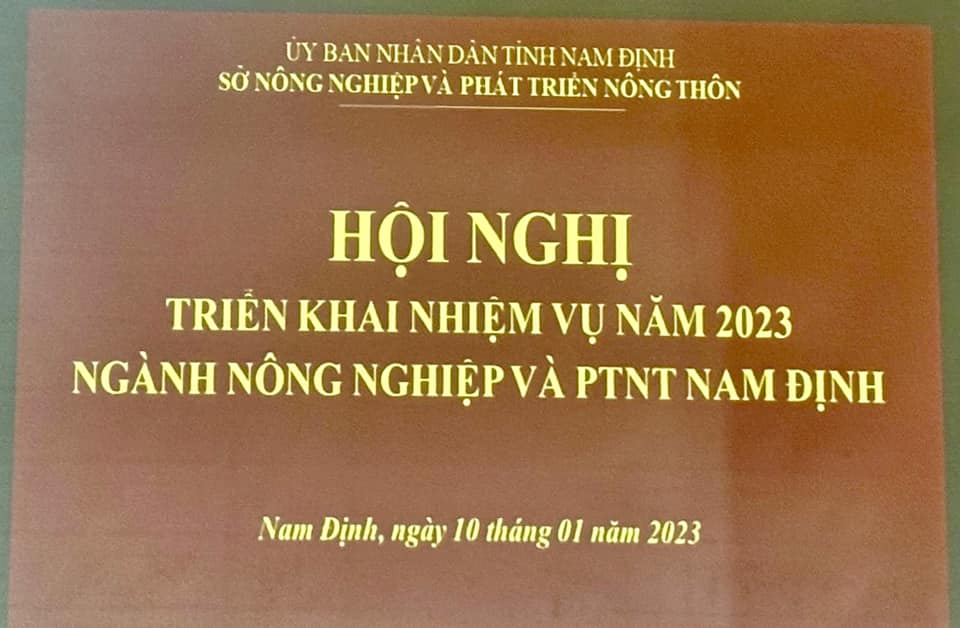 ỦY BAN NHÂN DÂN TỈNH NAM ĐỊNH
SỞ NÔNG NGHIỆP VÀ PHÁT TRIỂN NÔNG THÔN
HỘI NGHỊ
TRIỂN KHAI NHIỆM VỤ NĂM 2023
NGÀNH NÔNG NGHIỆP VÀ PTNT NAM ĐỊNH
Nam Định, ngày 10 tháng 01 năm 2023